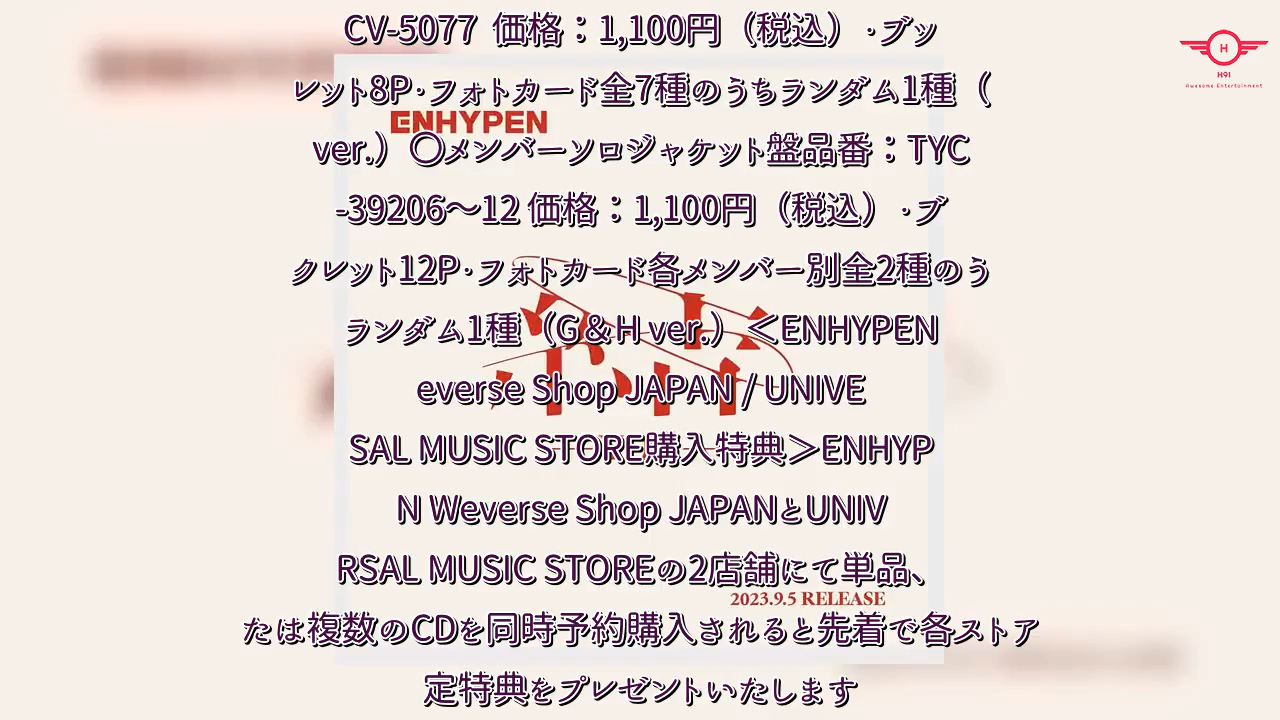 CV-5077 価格：1,100円（税込）・ブッ
レット8P・フォトカード全7種のうちランダム1種（
ver.）〇メンバーソロジャケット盤品番：TYC
-39206～12 価格：1,100円（税込）・ブ
クレット12P・フォトカード各メンバー別全2種のう
ランダム1種（G＆H ver.）＜ENHYPEN
everse Shop JAPAN / UNIVE
SAL MUSIC STORE購入特典＞ENHYP
N Weverse Shop JAPANとUNIV
RSAL MUSIC STOREの2店舗にて単品、
たは複数のCDを同時予約購入されると先着で各ストア
定特典をプレゼントいたします
ENHYPEN
2023.9.5 RELEASE
H
H91
Awesome Entertainment